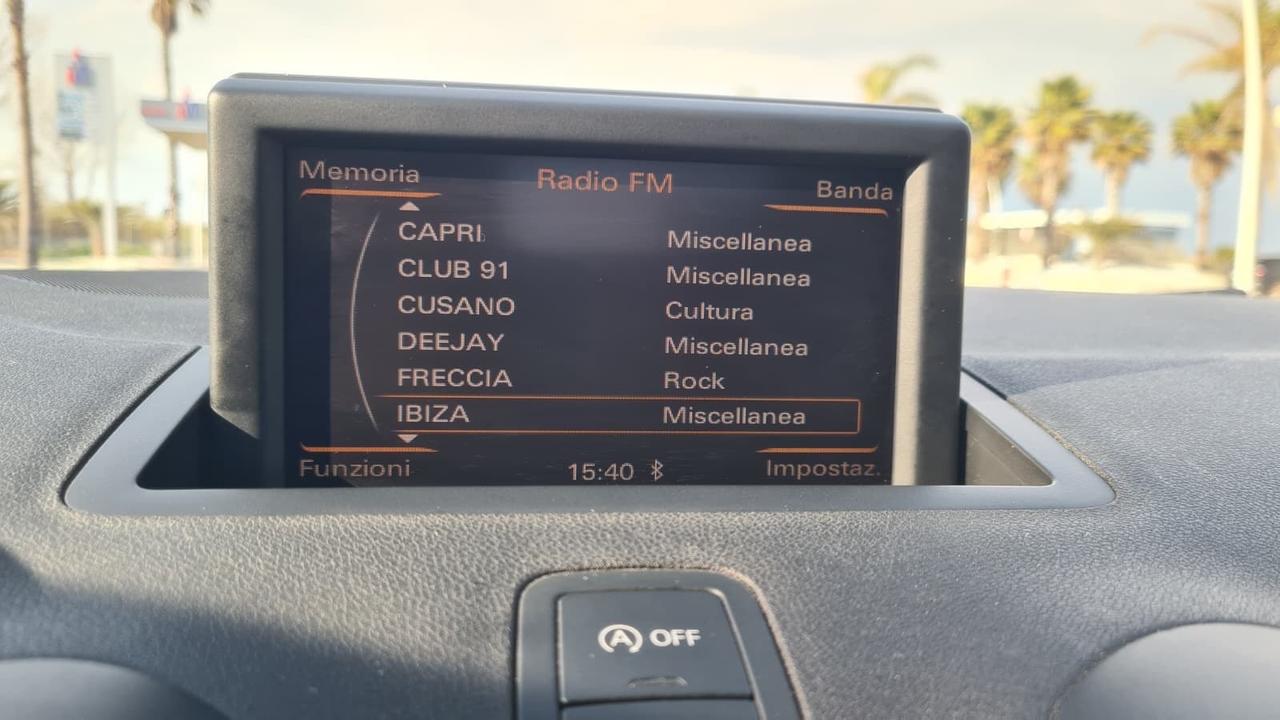 Memoria Radio FM Banda
CAPRI Miscellanea
CLUB 91 Miscellanea
CUSANO Cultura
DEEJAY Miscellanea
FRECCIA Rock
IBIZA Miscellanea
Funzioni 15:40 Impostaz.
A OFF